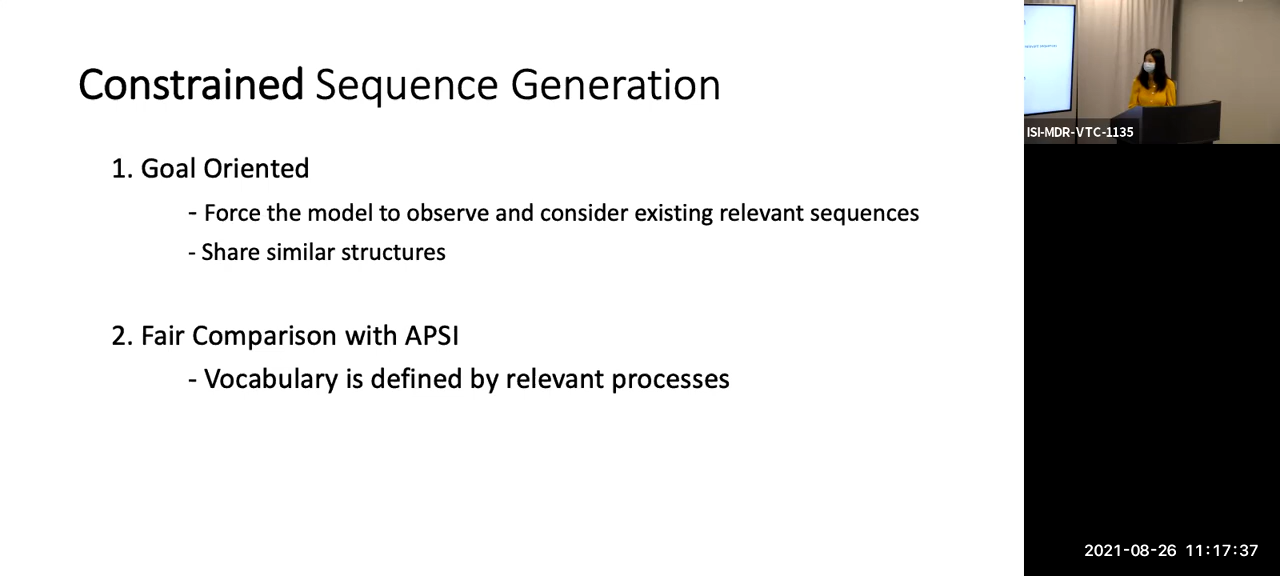 Constrained Sequence Generation
1. Goal Oriented
- Force the model to observe and consider existing relevant sequences
- Share similar structures
2. Fair Comparison with APSI
- Vocabulary is defined by relevant processes
ISI-MDR-VTC-1135
2021-08-26 11:17:37